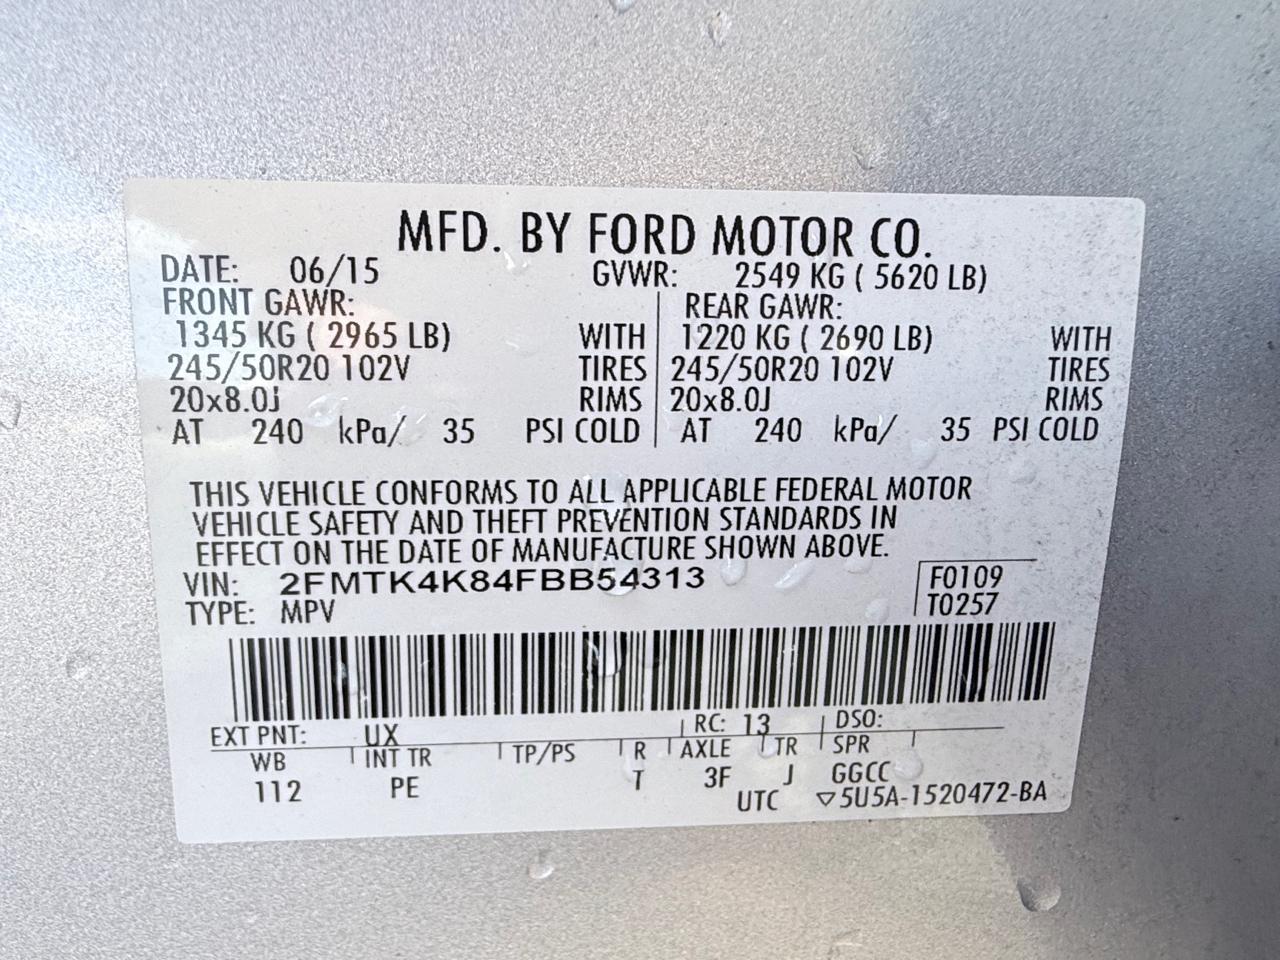 MFD. BY FORD MOTOR CO.
DATE: 06/15 GVWR: 2549 KG ( 5620 LB)
FRONT GAWR: REAR GAWR:
1345 KG ( 2965 LB) WITH 1220 KG ( 2690 LB) WITH
245/50R20 102V TIRES 245/50R20 102V TIRES
20x8.0J RIMS 20x8.0J RIMS
AT 240 kPa/ 35 PSI COLD AT 240 kPa/ 35 PSI COLD
THIS VEHICLE CONFORMS TO ALL APPLICABLE FEDERAL MOTOR
VEHICLE SAFETY AND THEFT PREVENTION STANDARDS IN
EFFECT ON THE DATE OF MANUFACTURE SHOWN ABOVE.
VIN: 2FMTK4K84FBB54313 F0109
TYPE: MPV T0257
EXT PNT: UX RC: 13 DSO:
WB INT TR TP/PS R AXLE TR SPR
112 PE T 3F J GGCC
UTC ▽5U5A-1520472-BA